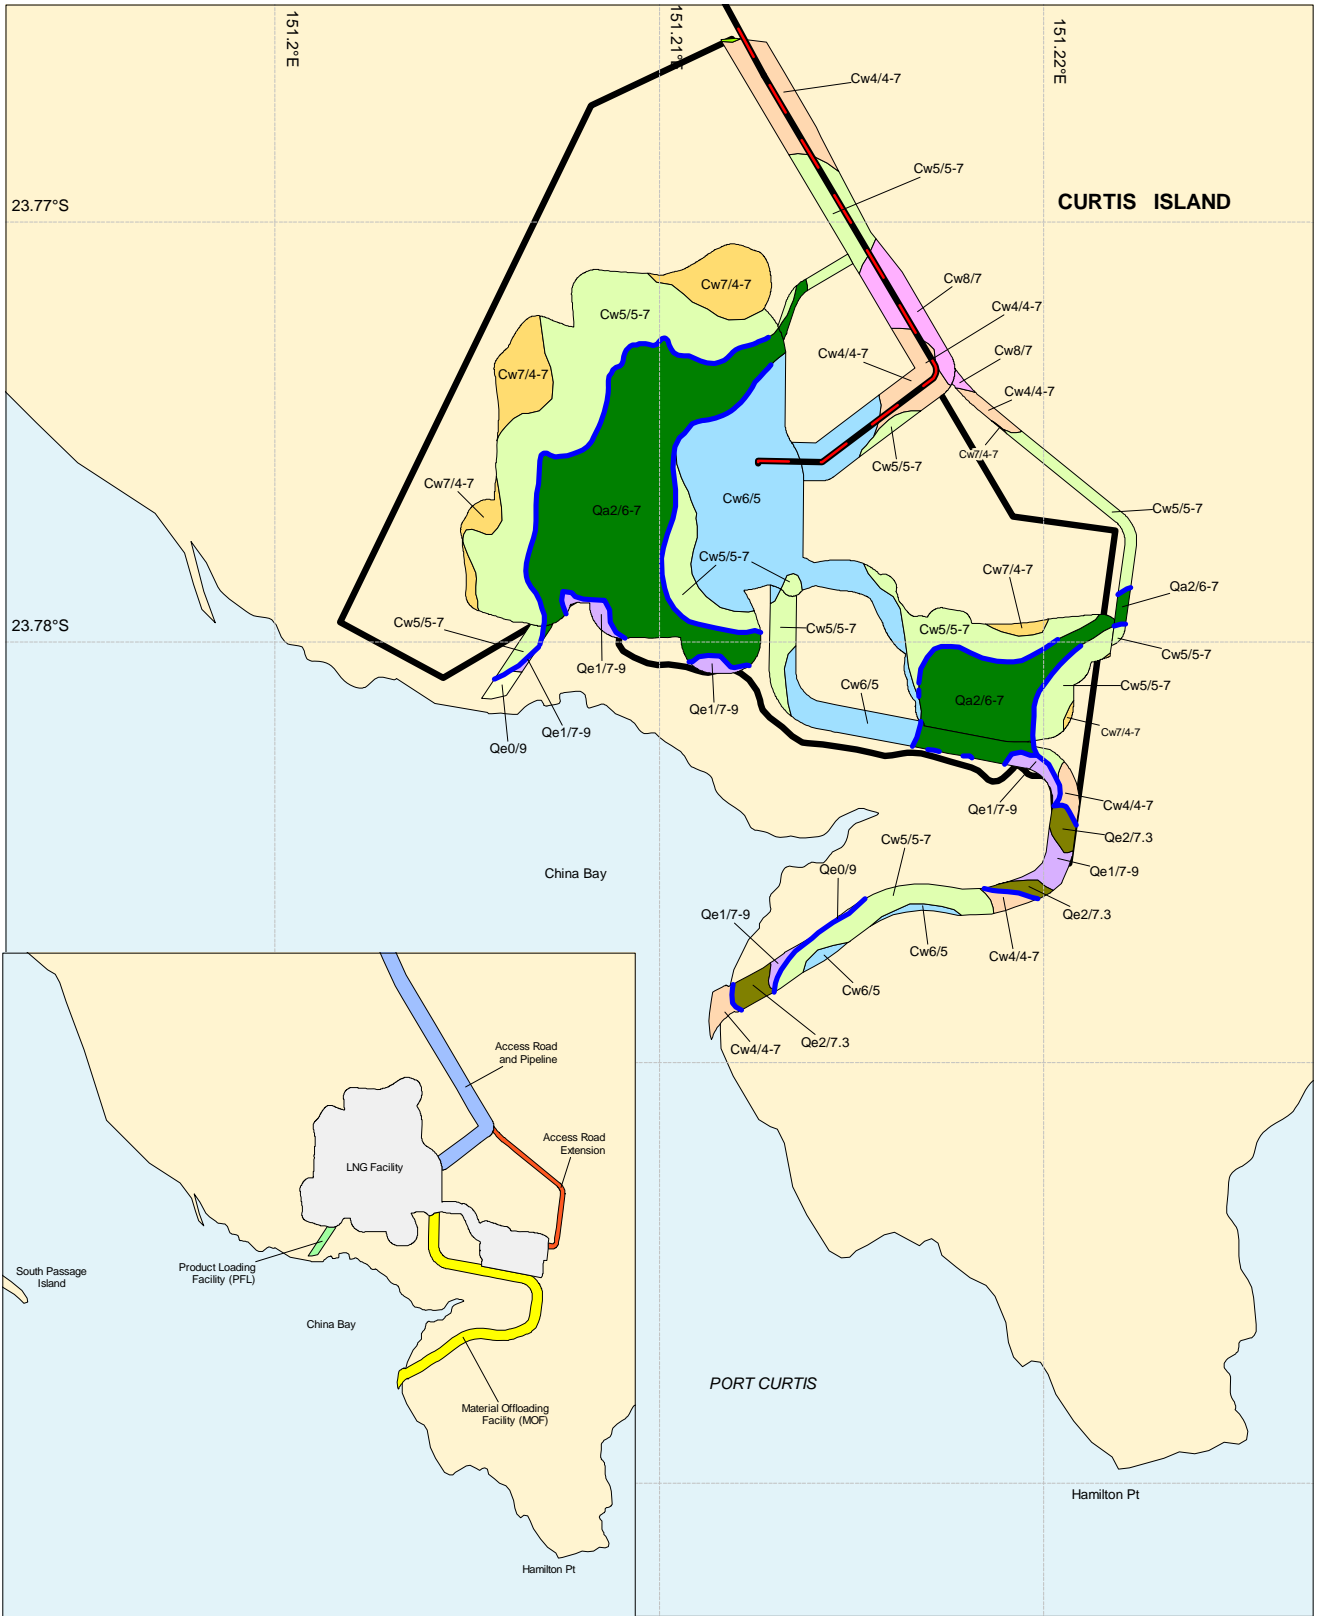 151.2°E
151.21°E
151.22°E
Cw4/4-7
Cw5/5-7
23.77°S
CURTIS ISLAND
Cw7/4-7
Cw8/7
Cw5/5-7
Cw4/4-7
Cw4/4-7
Cw8/7
Cw7/4-7
Cw4/4-7
Cw7/4-7
Cw5/5-7
Cw7/4-7
Cw6/5
Qa2/6-7
Cw5/5-7
Cw5/5-7
Cw7/4-7
Qa2/6-7
Cw5/5-7
23.78°S
Cw5/5-7
Cw5/5-7
Cw5/5-7
Qe1/7-9
Cw6/5
Cw5/5-7
Qa2/6-7
Qe1/7-9
Cw7/4-7
Qe1/7-9
Qe0/9
Qe1/7-9
Cw4/4-7
Qe2/7.3
Cw5/5-7
China Bay
Qe0/9
Qe1/7-9
Qe1/7-9
Qe2/7.3
Cw6/5
Cw4/4-7
Cw6/5
Qe2/7.3
Cw4/4-7
Access Road
and Pipeline
Access Road
Extension
LNG Facility
Product Loading
Facility (PFL)
South Passage
Island
China Bay
Material Offloading
Facility (MOF)
PORT CURTIS
Hamilton Pt
Hamilton Pt